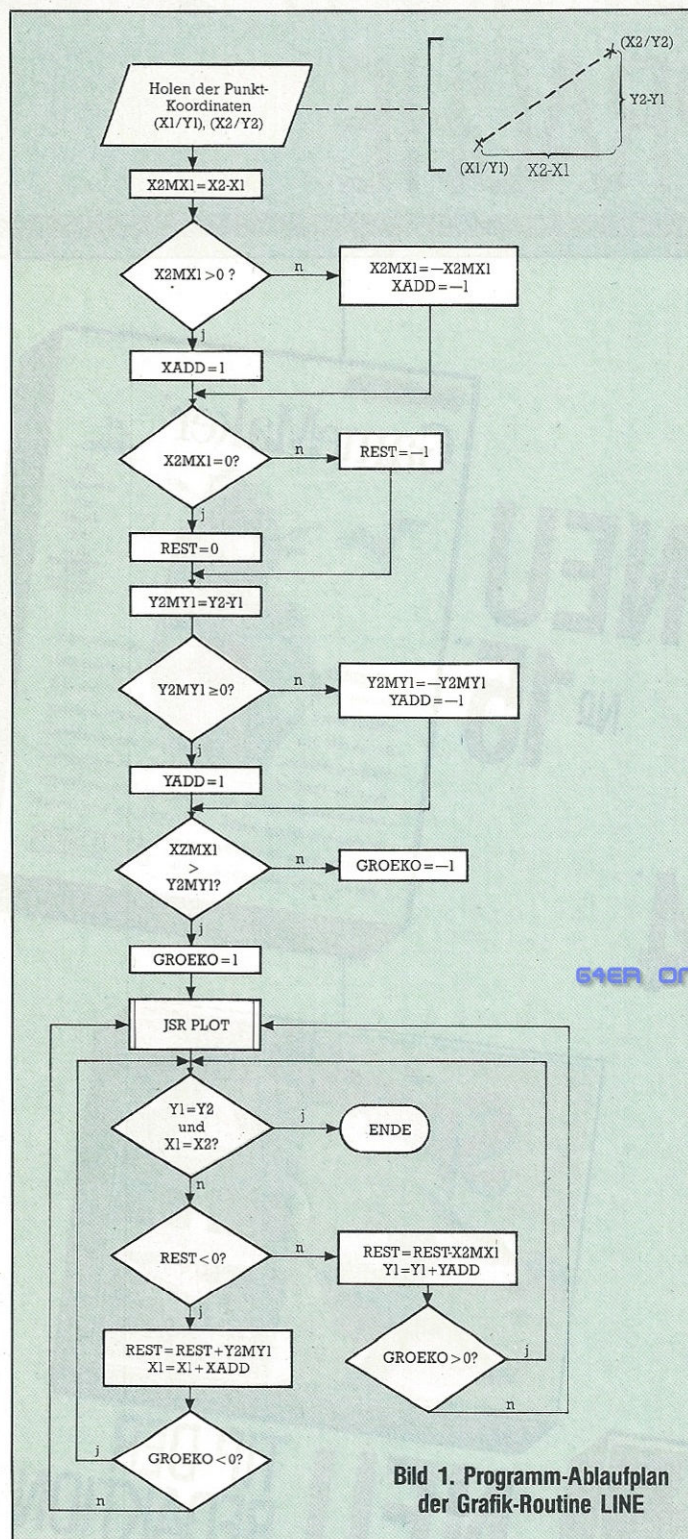 Holen der Punkt-
Koordinaten
(X1/Y1), (X2/Y2)
(X2/Y2)
Y2-Y1
(X1/Y1)
X2-X1
X2MX1=X2-X1
X2MX1>0 ?
n
X2MX1=—X2MX1
XADD=—1
j
XADD=1
X2MX1=0?
n
REST=—1
j
REST=0
Y2MY1=Y2-Y1
Y2MY1≥0?
n
Y2MY1=—Y2MY1
YADD=—1
j
YADD=1
XZMX1
>
Y2MY1?
n
GROEKO=—1
j
GROEKO=1
64ER ON
JSR PLOT
Y1=Y2
und
X1=X2?
j
ENDE
n
REST<0?
n
REST=REST-X2MX1
Y1=Y1+YADD
j
REST=REST+Y2MY1
X1=X1+XADD
GROEKO>0?
j
n
GROEKO<0?
j
n
Bild 1. Programm-Ablaufplan
der Grafik-Routine LINE